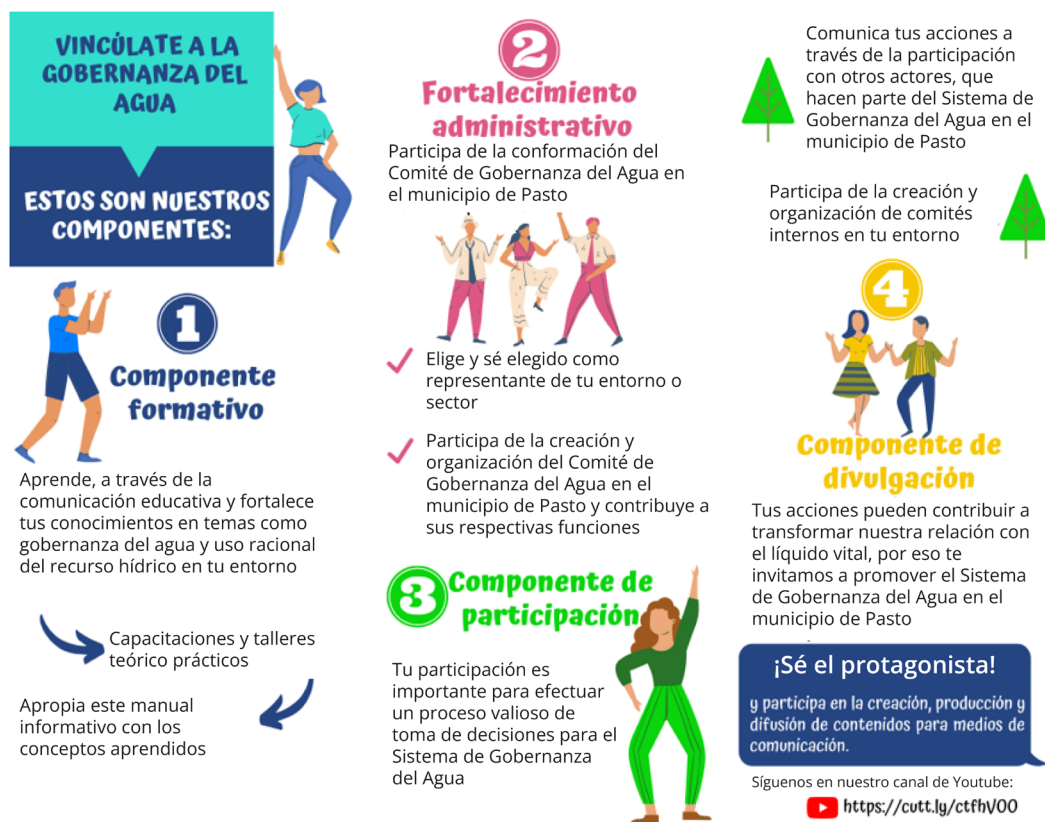 VINCÚLATE A LA
GOBERNANZA DEL
AGUA
ESTOS SON NUESTROS
COMPONENTES:
1
Componente
formativo
Aprende, a través de la
comunicación educativa y fortalece
tus conocimientos en temas como
gobernanza del agua y uso racional
del recurso hídrico en tu entorno
Capacitaciones y talleres
teórico prácticos
Apropia este manual
informativo con los
conceptos aprendidos
2
Fortalecimiento
administrativo
Participa de la conformación del
Comité de Gobernanza del Agua en
el municipio de Pasto
Elige y sé elegido como
representante de tu entorno o
sector
Participa de la creación y
organización del Comité de
Gobernanza del Agua en el
municipio de Pasto y contribuye a
sus respectivas funciones
3
Componente de
participación
Tu participación es
importante para efectuar
un proceso valioso de
toma de decisiones para el
Sistema de Gobernanza
del Agua
Comunica tus acciones a
través de la participación
con otros actores, que
hacen parte del Sistema de
Gobernanza del Agua en el
municipio de Pasto
Participa de la creación y
organización de comités
internos en tu entorno
4
Componente de
divulgación
Tus acciones pueden contribuir a
transformar nuestra relación con
el líquido vital, por eso te
invitamos a promover el Sistema
de Gobernanza del Agua en el
municipio de Pasto
¡Sé el protagonista!
y participa en la creación, producción y
difusión de contenidos para medios de
comunicación.
Síguenos en nuestro canal de Youtube:
https://cutt.ly/ctfhVOO